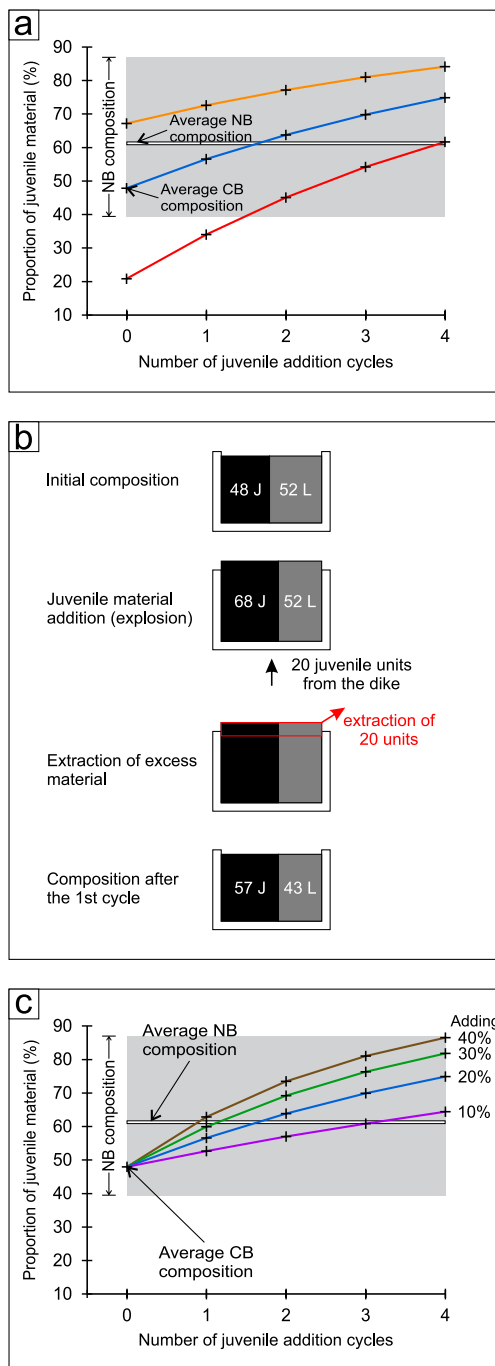 a
90
80
70
60
50
40
30
20
10
Proportion of juvenile material (%)
NB composition
Average NB
composition
Average CB
composition
0
1
2
3
4
Number of juvenile addition cycles
b
Initial composition
48 J
52 L
Juvenile material
addition (explosion)
68 J
52 L
20 juvenile units
from the dike
extraction of
20 units
Extraction of excess
material
Composition after
the 1st cycle
57 J
43 L
c
90
80
70
60
50
40
30
20
10
Proportion of juvenile material (%)
NB composition
Average NB
composition
Average CB
composition
Adding
40%
30%
20%
10%
0
1
2
3
4
Number of juvenile addition cycles